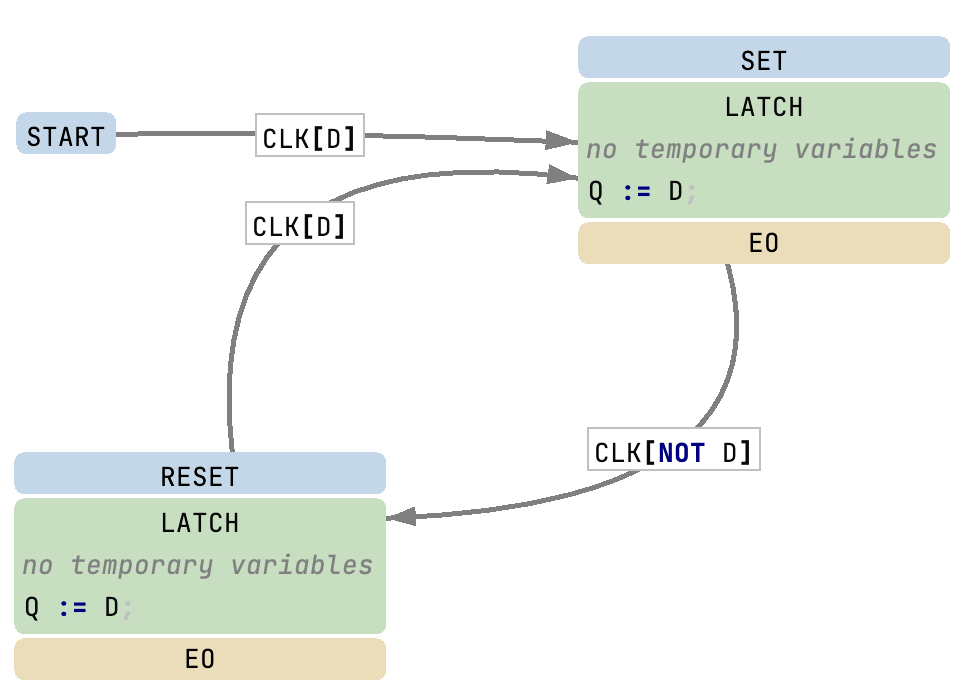 SET
LATCH
START
CLK[D]
no temporary variables
Q := D;
CLK[D]
EO
CLK[NOT D]
RESET
LATCH
no temporary variables
Q := D;
EO